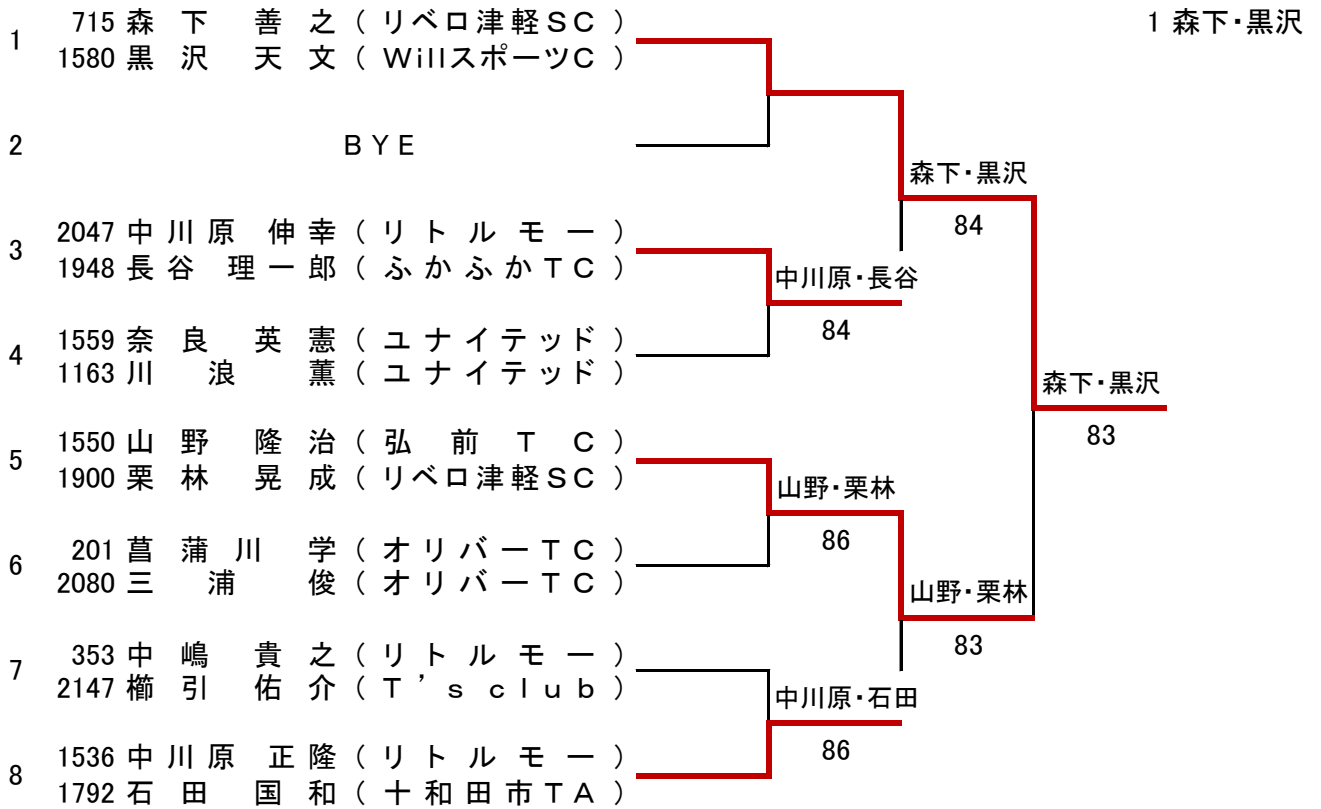 715 森下 善之 ( リベロ津軽SC )
1 森下・黒沢
1
1580 黒沢 天文 ( WillスポーツC )
2 BYE
森下・黒沢
84
2047 中川原 伸幸 ( リトルモー )
3
1948 長谷 理一郎 ( ふかふかTC )
中川原・長谷
84
1559 奈良 英憲 ( ユナイテッド )
4
1163 川浪 薫 ( ユナイテッド )
森下・黒沢
83
1550 山野 隆治 ( 弘前TC )
5
1900 栗林 晃成 ( リベロ津軽SC )
山野・栗林
86
201 菖蒲川 学 ( オリバーTC )
6
2080 三浦 俊 ( オリバーTC )
山野・栗林
83
353 中嶋 貴之 ( リトルモー )
7
2147 櫛引 佑介 ( T's club )
中川原・石田
86
1536 中川原 正隆 ( リトルモー )
8
1792 石田 国和 ( 十和田市TA )